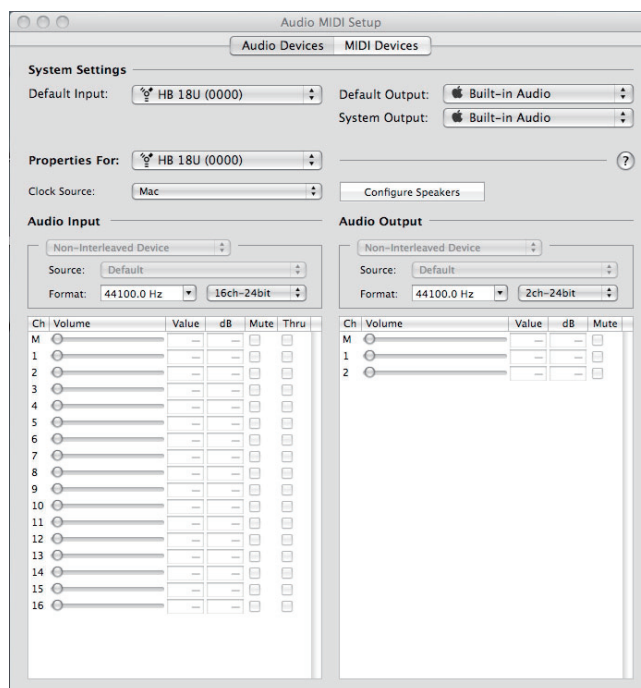 Audio MIDI Setup
Audio Devices MIDI Devices
System Settings
Default Input: HB 18U (0000)
Default Output: Built-in Audio
System Output: Built-in Audio
Properties For: HB 18U (0000) ?
Clock Source: Mac
Configure Speakers
Audio Input
Non-Interleaved Device
Source: Default
Format: 44100.0 Hz 16ch-24bit
Ch Volume Value dB Mute Thru
M — —
1 — —
2 — —
3 — —
4 — —
5 — —
6 — —
7 — —
8 — —
9 — —
10 — —
11 — —
12 — —
13 — —
14 — —
15 — —
16 — —
Audio Output
Non-Interleaved Device
Source: Default
Format: 44100.0 Hz 2ch-24bit
Ch Volume Value dB Mute
M — —
1 — —
2 — —